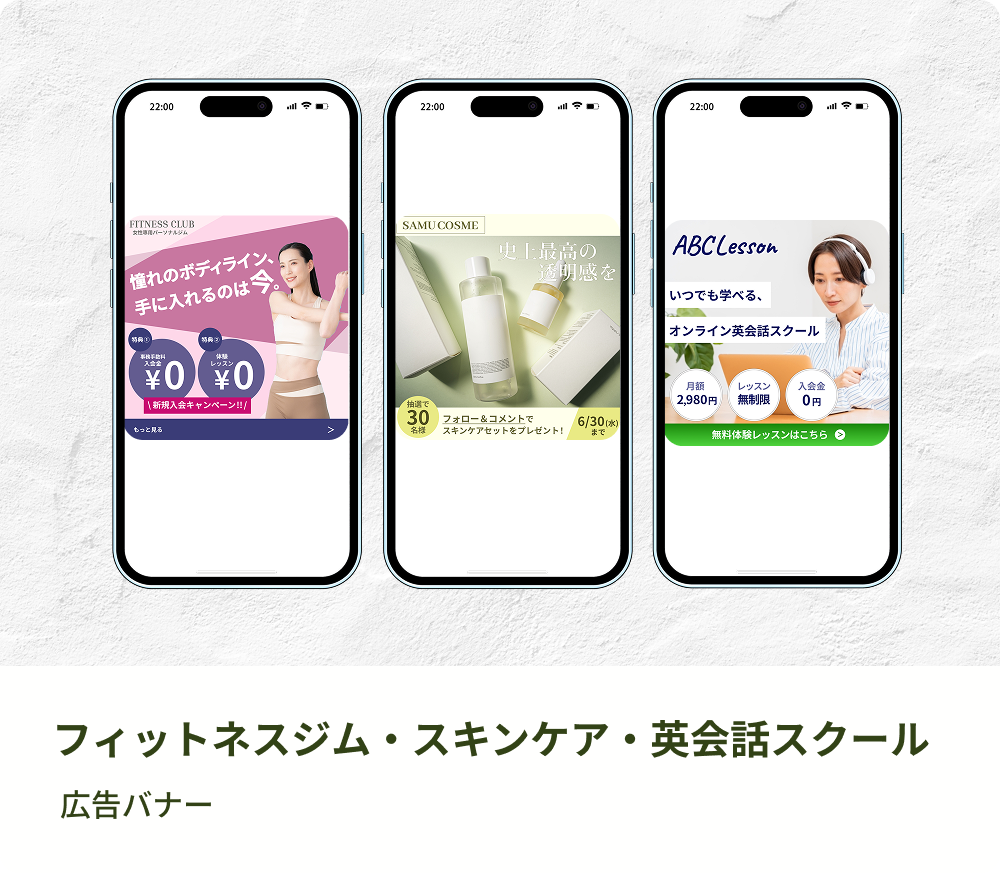 22:00
FITNESS CLUB
女性専用パーソナルジム
憧れのボディライン、
手に入れるのは今。
特典①
事務手数料
入会金
¥0
特典②
体験
レッスン
¥0
\ 新規入会キャンペーン!! /
もっと見る >
22:00
SAMU COSME
史上最高の
透明感を
抽選で
30
名様
フォロー＆コメントで
スキンケアセットをプレゼント!
6/30(水)
まで
22:00
ABC Lesson
いつでも学べる、
オンライン英会話スクール
月額
2,980円
レッスン
無制限
入会金
0円
無料体験レッスンはこちら
フィットネスジム・スキンケア・英会話スクール
広告バナー